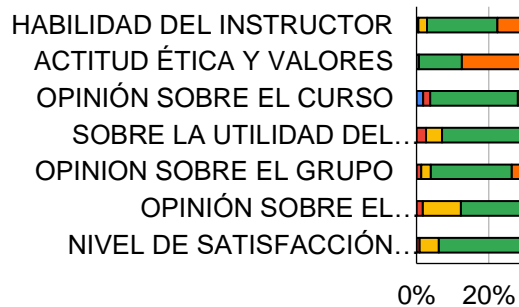 HABILIDAD DEL INSTRUCTOR
ACTITUD ÉTICA Y VALORES
OPINIÓN SOBRE EL CURSO
SOBRE LA UTILIDAD DEL…
OPINION SOBRE EL GRUPO
OPINIÓN SOBRE EL…
NIVEL DE SATISFACCIÓN…
0% 20%